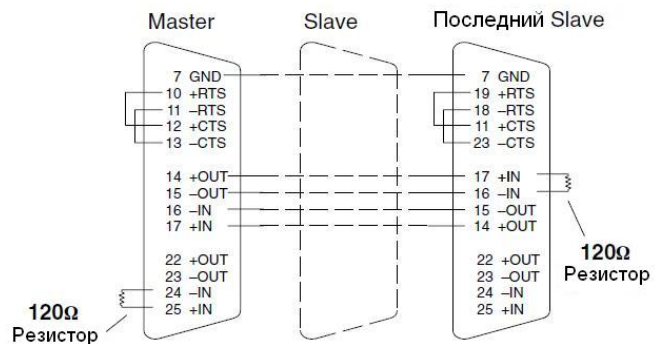 Master
Slave
Последний Slave
7 GND
10 +RTS
11 –RTS
12 +CTS
13 –CTS
14 +OUT
15 –OUT
16 –IN
17 +IN
22 +OUT
23 –OUT
24 –IN
25 +IN
120Ω
Резистор
7 GND
19 +RTS
18 –RTS
11 +CTS
23 –CTS
17 +IN
16 –IN
15 –OUT
14 +OUT
22 +OUT
23 –OUT
24 –IN
25 +IN
120Ω
Резистор